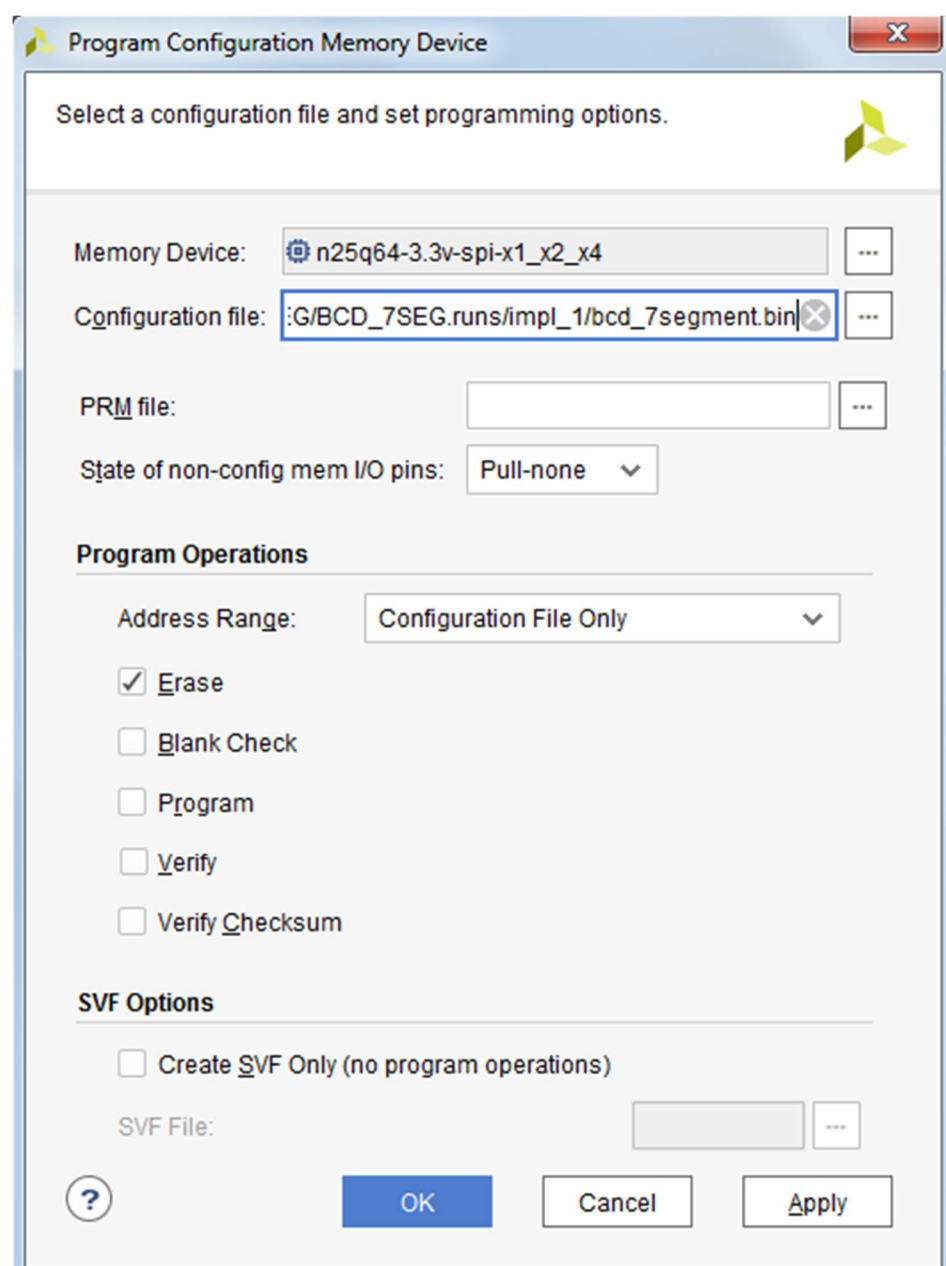 Program Configuration Memory Device
Select a configuration file and set programming options.
Memory Device: n25q64-3.3v-spi-x1_x2_x4 ...
Configuration file: :G/BCD_7SEG.runs/impl_1/bcd_7segment.bin ...
PRM file: ...
State of non-config mem I/O pins: Pull-none
Program Operations
Address Range: Configuration File Only
Erase
Blank Check
Program
Verify
Verify Checksum
SVF Options
Create SVF Only (no program operations)
SVF File: ...
? OK Cancel Apply